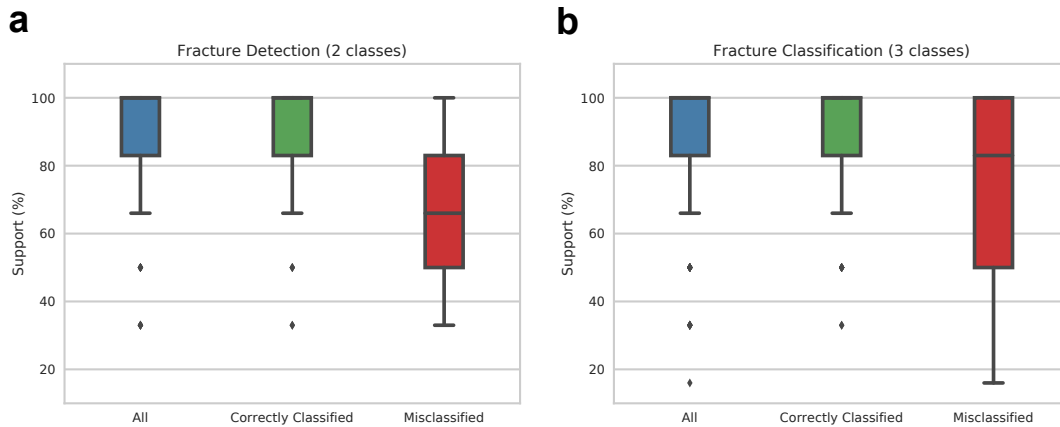 a
Fracture Detection (2 classes)
Support (%)
100
80
60
40
20
All Correctly Classified Misclassified
b
Fracture Classification (3 classes)
Support (%)
100
80
60
40
20
All Correctly Classified Misclassified